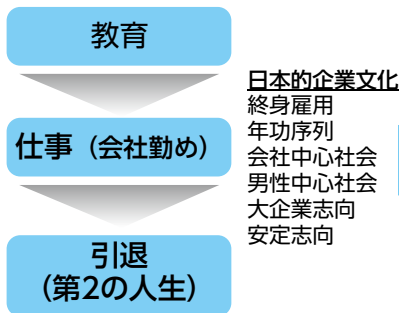 教育
仕事（会社勤め）
引退
（第2の人生）
日本的企業文化
終身雇用
年功序列
会社中心社会
男性中心社会
大企業志向
安定志向